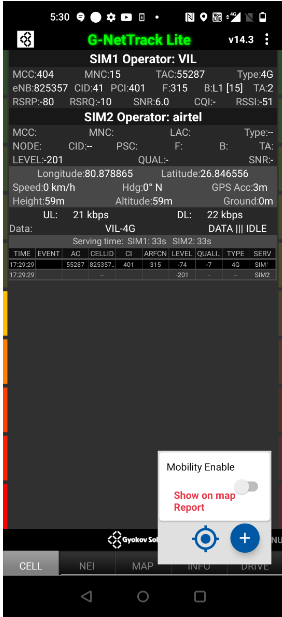 5:30
G-NetTrack Lite v14.3
SIM1 Operator: VIL
MCC:404 MNC:15 TAC:55287 Type:4G
eNB:825357 CID:41 PCI:401 F:315 B:L1 [15] TA:2
RSRP:-80 RSRQ:-10 SNR:6.0 CQI:- RSSI:-51
SIM2 Operator: airtel
MCC: MNC: LAC: Type:--
NODE: CID:-- PSC: F: B: TA:
LEVEL:-201 QUAL:- SNR:-
Longitude:80.878865 Latitude:26.846556
Speed:0 km/h Hdg:0° N GPS Acc:3m
Height:59m Altitude:59m Ground:0m
UL: 21 kbps DL: 22 kbps
Data: VIL-4G DATA ||| IDLE
Serving time: SIM1: 33s SIM2: 33s
TIME EVENT AC CELLID CI ARFCN LEVEL QUAL. TYPE SERV
17:29:29 55287 825357.. 401 315 -74 -7 4G SIM1
17:29:29 -- -201 -- SIM2
Mobility Enable
Show on map
Report
Gyokov Sol
CELL NEI MAP INFO DRIVE